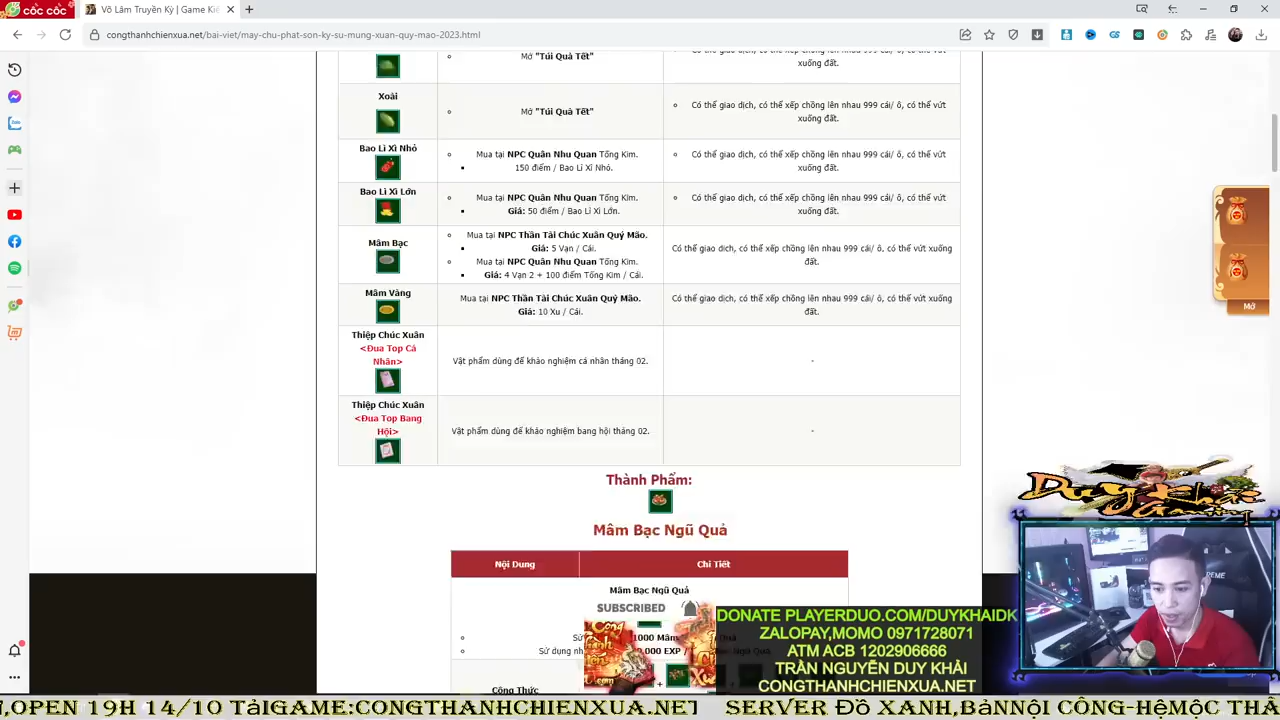 cốc cốc
Võ Lâm Truyền Kỳ | Game Kiế
congthanhchienxua.net/bai-viet/may-chu-phat-son-ky-su-mung-xuan-quy-mao-2023.html
Mở "Túi Quà Tết"
Có thể giao dịch, có thể xếp chồng lên nhau 999 cái/ ô, có thể vứt
xuống đất.
Xoài
Mở "Túi Quà Tết"
Có thể giao dịch, có thể xếp chồng lên nhau 999 cái/ ô, có thể vứt
xuống đất.
Bao Lì Xì Nhỏ
Mua tại NPC Quân Nhu Quan Tống Kim.
150 điểm / Bao Lì Xì Nhỏ.
Có thể giao dịch, có thể xếp chồng lên nhau 999 cái/ ô, có thể vứt
xuống đất.
Bao Lì Xì Lớn
Mua tại NPC Quân Nhu Quan Tống Kim.
Giá: 50 điểm / Bao Lì Xì Lớn.
Có thể giao dịch, có thể xếp chồng lên nhau 999 cái/ ô, có thể vứt
xuống đất.
Mâm Bạc
Mua tại NPC Thần Tài Chúc Xuân Quý Mão.
Giá: 5 Vạn / Cái.
Mua tại NPC Quân Nhu Quan Tống Kim.
Giá: 4 Vạn 2 + 100 điểm Tống Kim / Cái.
Có thể giao dịch, có thể xếp chồng lên nhau 999 cái/ ô, có thể vứt xuống
đất.
Mâm Vàng
Mua tại NPC Thần Tài Chúc Xuân Quý Mão.
Giá: 10 Xu / Cái.
Có thể giao dịch, có thể xếp chồng lên nhau 999 cái/ ô, có thể vứt xuống
đất.
Mở
Thiệp Chúc Xuân
<Đua Top Cá
Nhân>
Vật phẩm dùng để khảo nghiệm cá nhân tháng 02.
-
Thiệp Chúc Xuân
<Đua Top Bang
Hội>
Vật phẩm dùng để khảo nghiệm bang hội tháng 02.
-
Thành Phẩm:
Mâm Bạc Ngũ Quả
Nội Dung
Chi Tiết
Mâm Bạc Ngũ Quả
SUBSCRIBED
Công Thức
Duy Khải
Gaming
DONATE PLAYERDUO.COM/DUYKHAIDK
ZALOPAY,MOMO 0971728071
ATM ACB 1202906666
TRẦN NGUYỄN DUY KHẢI
CONGTHANHCHIENXUA.NET
,OPEN 19H 14/10 TẢIGAME:CONGTHANHCHIENXUA.NET SERVER ĐỒ XANH,BẢNNỘI CÔNG-HỆMỘC THÂ